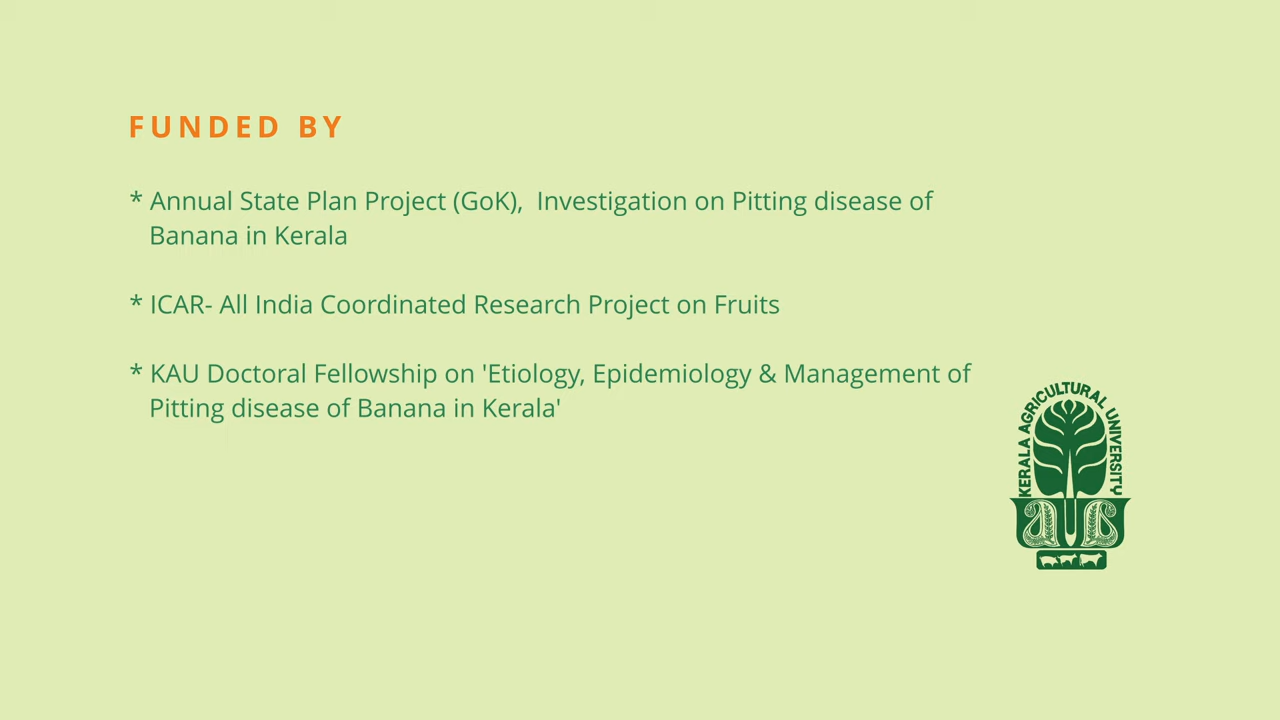 FUNDED BY
* Annual State Plan Project (GoK),  Investigation on Pitting disease of
Banana in Kerala
* ICAR- All India Coordinated Research Project on Fruits
* KAU Doctoral Fellowship on 'Etiology, Epidemiology & Management of
Pitting disease of Banana in Kerala'
KERALA AGRICULTURAL UNIVERSITY